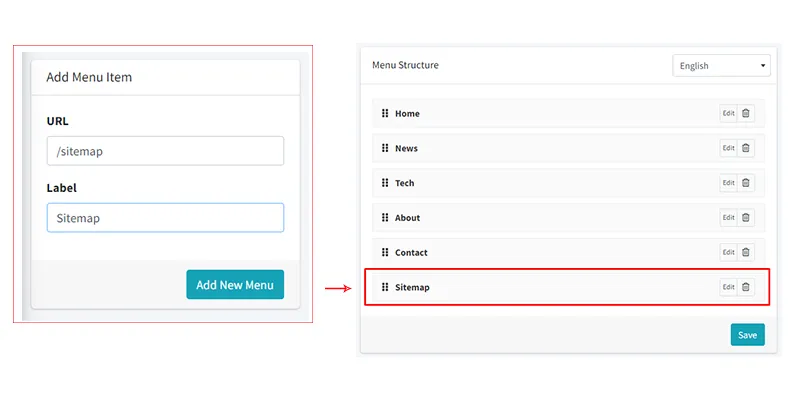 Add Menu Item
URL
/sitemap
Label
Sitemap
Add New Menu
Menu Structure
English
Home Edit
News Edit
Tech Edit
About Edit
Contact Edit
Sitemap Edit
Save